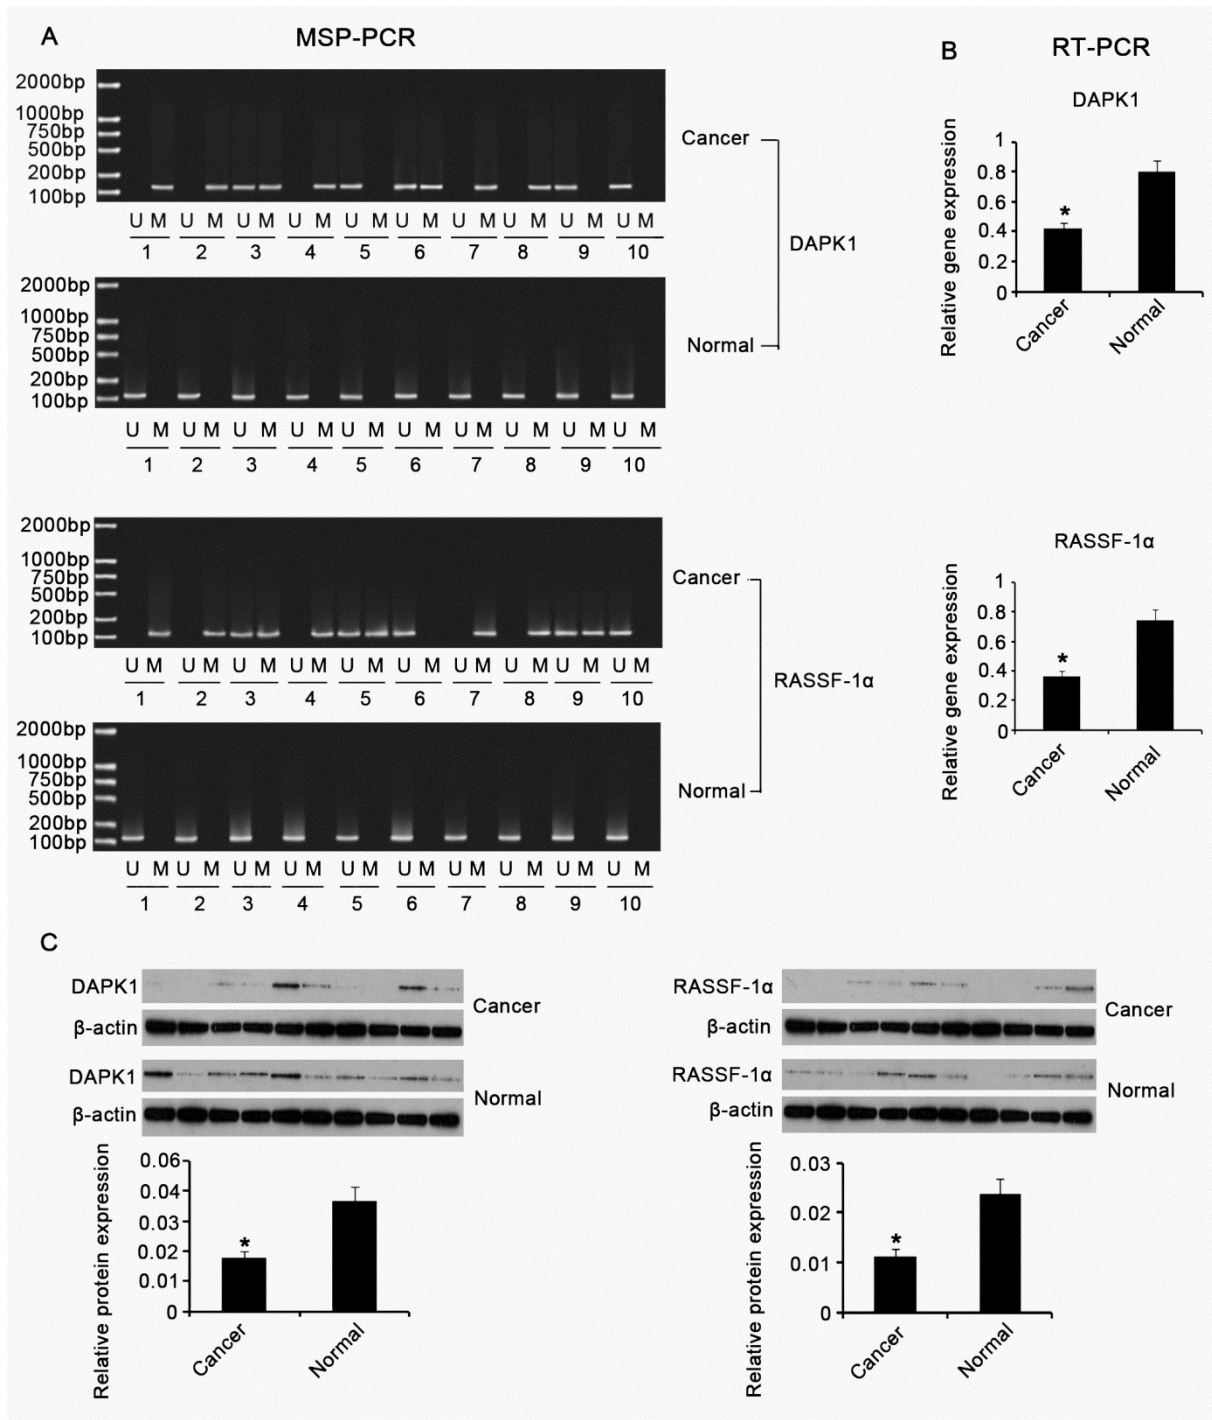 A
MSP-PCR
2000bp
1000bp
750bp
500bp
200bp
100bp
U M U M U M U M U M U M U M U M U M U M
1 2 3 4 5 6 7 8 9 10
2000bp
1000bp
750bp
500bp
200bp
100bp
U M U M U M U M U M U M U M U M U M U M
1 2 3 4 5 6 7 8 9 10
Cancer
DAPK1
Normal
2000bp
1000bp
750bp
500bp
200bp
100bp
U M U M U M U M U M U M U M U M U M U M
1 2 3 4 5 6 7 8 9 10
2000bp
1000bp
750bp
500bp
200bp
100bp
U M U M U M U M U M U M U M U M U M U M
1 2 3 4 5 6 7 8 9 10
Cancer
RASSF-1α
Normal
B
RT-PCR
DAPK1
Relative gene expression
1
0.8
0.6
0.4
0.2
0
*
Cancer
Normal
RASSF-1α
Relative gene expression
1
0.8
0.6
0.4
0.2
0
*
Cancer
Normal
C
DAPK1
β-actin
Cancer
DAPK1
β-actin
Normal
Relative protein expression
0.06
0.04
0.03
0.02
0.01
0
*
Cancer
Normal
RASSF-1α
β-actin
Cancer
RASSF-1α
β-actin
Normal
Relative protein expression
0.03
0.02
0.01
0
*
Cancer
Normal